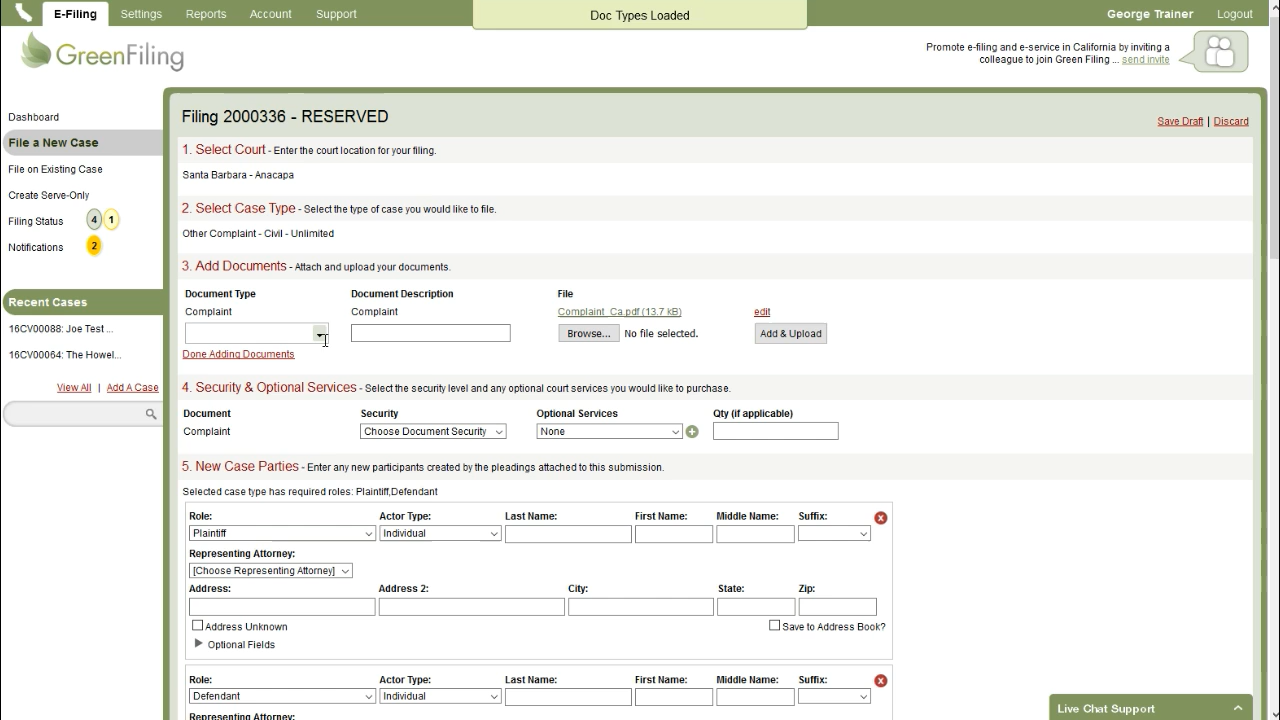 E-Filing Settings Reports Account Support Doc Types Loaded George Trainer Logout
GreenFiling
Promote e-filing and e-service in California by inviting a
colleague to join Green Filing ... send invite
Dashboard
File a New Case
File on Existing Case
Create Serve-Only
Filing Status 4 1
Notifications 2
Recent Cases
16CV00088: Joe Test ...
16CV00064: The Howel...
View All | Add A Case
Filing 2000336 - RESERVED
Save Draft | Discard
1. Select Court - Enter the court location for your filing.
Santa Barbara - Anacapa
2. Select Case Type - Select the type of case you would like to file.
Other Complaint - Civil - Unlimited
3. Add Documents - Attach and upload your documents.
Document Type Document Description File
Complaint Complaint Complaint_Ca.pdf (13.7 kB) edit
Browse... No file selected. Add & Upload
Done Adding Documents
4. Security & Optional Services - Select the security level and any optional court services you would like to purchase.
Document Security Optional Services Qty (if applicable)
Complaint Choose Document Security None
5. New Case Parties - Enter any new participants created by the pleadings attached to this submission.
Selected case type has required roles: Plaintiff,Defendant
Role: Actor Type: Last Name: First Name: Middle Name: Suffix:
Plaintiff Individual
Representing Attorney:
[Choose Representing Attorney]
Address: Address 2: City: State: Zip:
Address Unknown Save to Address Book?
Optional Fields
Role: Actor Type: Last Name: First Name: Middle Name: Suffix:
Defendant Individual
Representing Attorney:
Live Chat Support